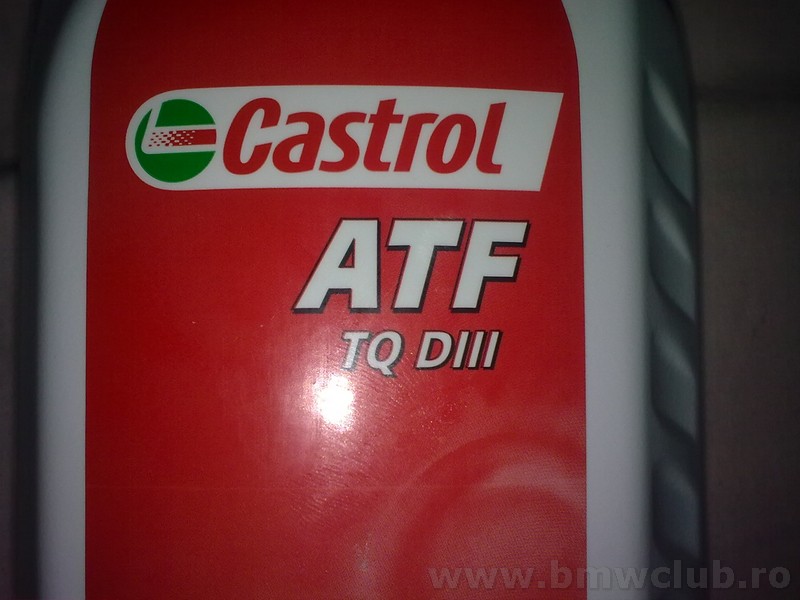 Castrol
ATF
TQ DIII
www.bmwclub.ro